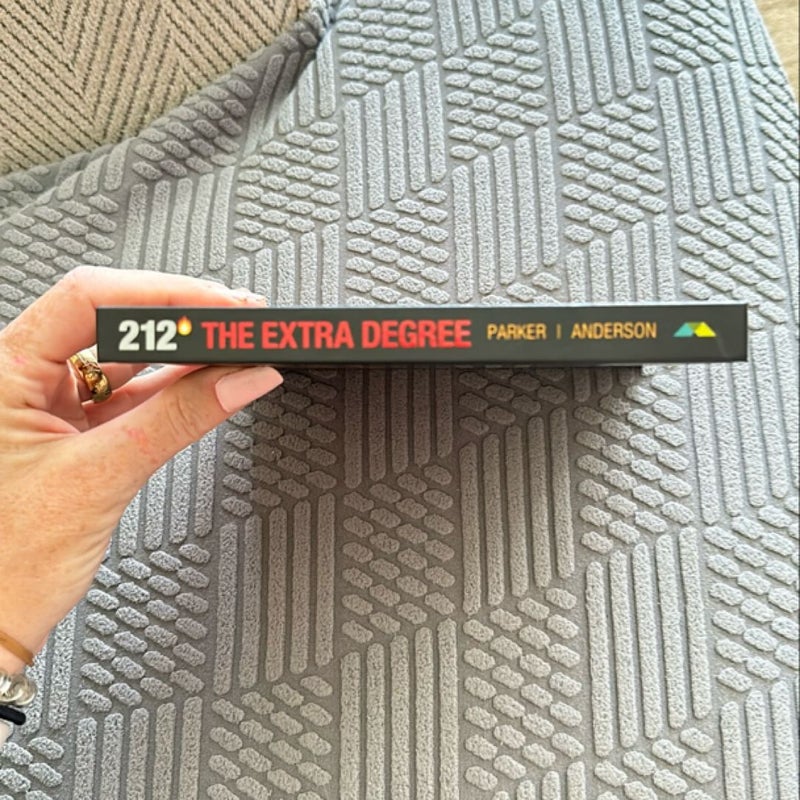 212° THE EXTRA DEGREE PARKER | ANDERSON